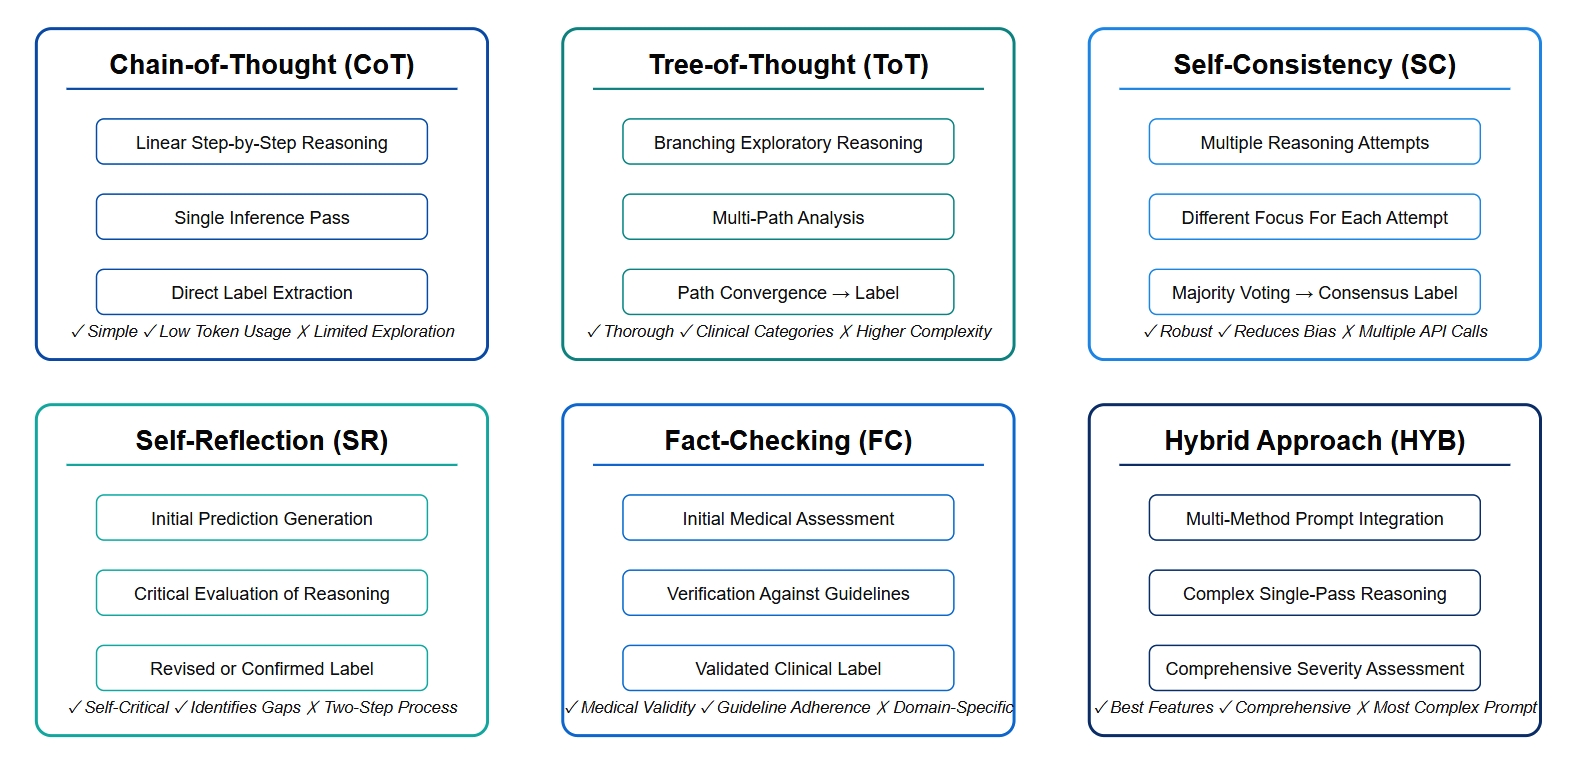 Chain-of-Thought (CoT)
Linear Step-by-Step Reasoning
Single Inference Pass
Direct Label Extraction
✓ Simple ✓ Low Token Usage ✗ Limited Exploration
Tree-of-Thought (ToT)
Branching Exploratory Reasoning
Multi-Path Analysis
Path Convergence → Label
✓ Thorough ✓ Clinical Categories ✗ Higher Complexity
Self-Consistency (SC)
Multiple Reasoning Attempts
Different Focus For Each Attempt
Majority Voting → Consensus Label
✓ Robust ✓ Reduces Bias ✗ Multiple API Calls
Self-Reflection (SR)
Initial Prediction Generation
Critical Evaluation of Reasoning
Revised or Confirmed Label
✓ Self-Critical ✓ Identifies Gaps ✗ Two-Step Process
Fact-Checking (FC)
Initial Medical Assessment
Verification Against Guidelines
Validated Clinical Label
✓ Medical Validity ✓ Guideline Adherence ✗ Domain-Specific
Hybrid Approach (HYB)
Multi-Method Prompt Integration
Complex Single-Pass Reasoning
Comprehensive Severity Assessment
✓ Best Features ✓ Comprehensive ✗ Most Complex Prompt